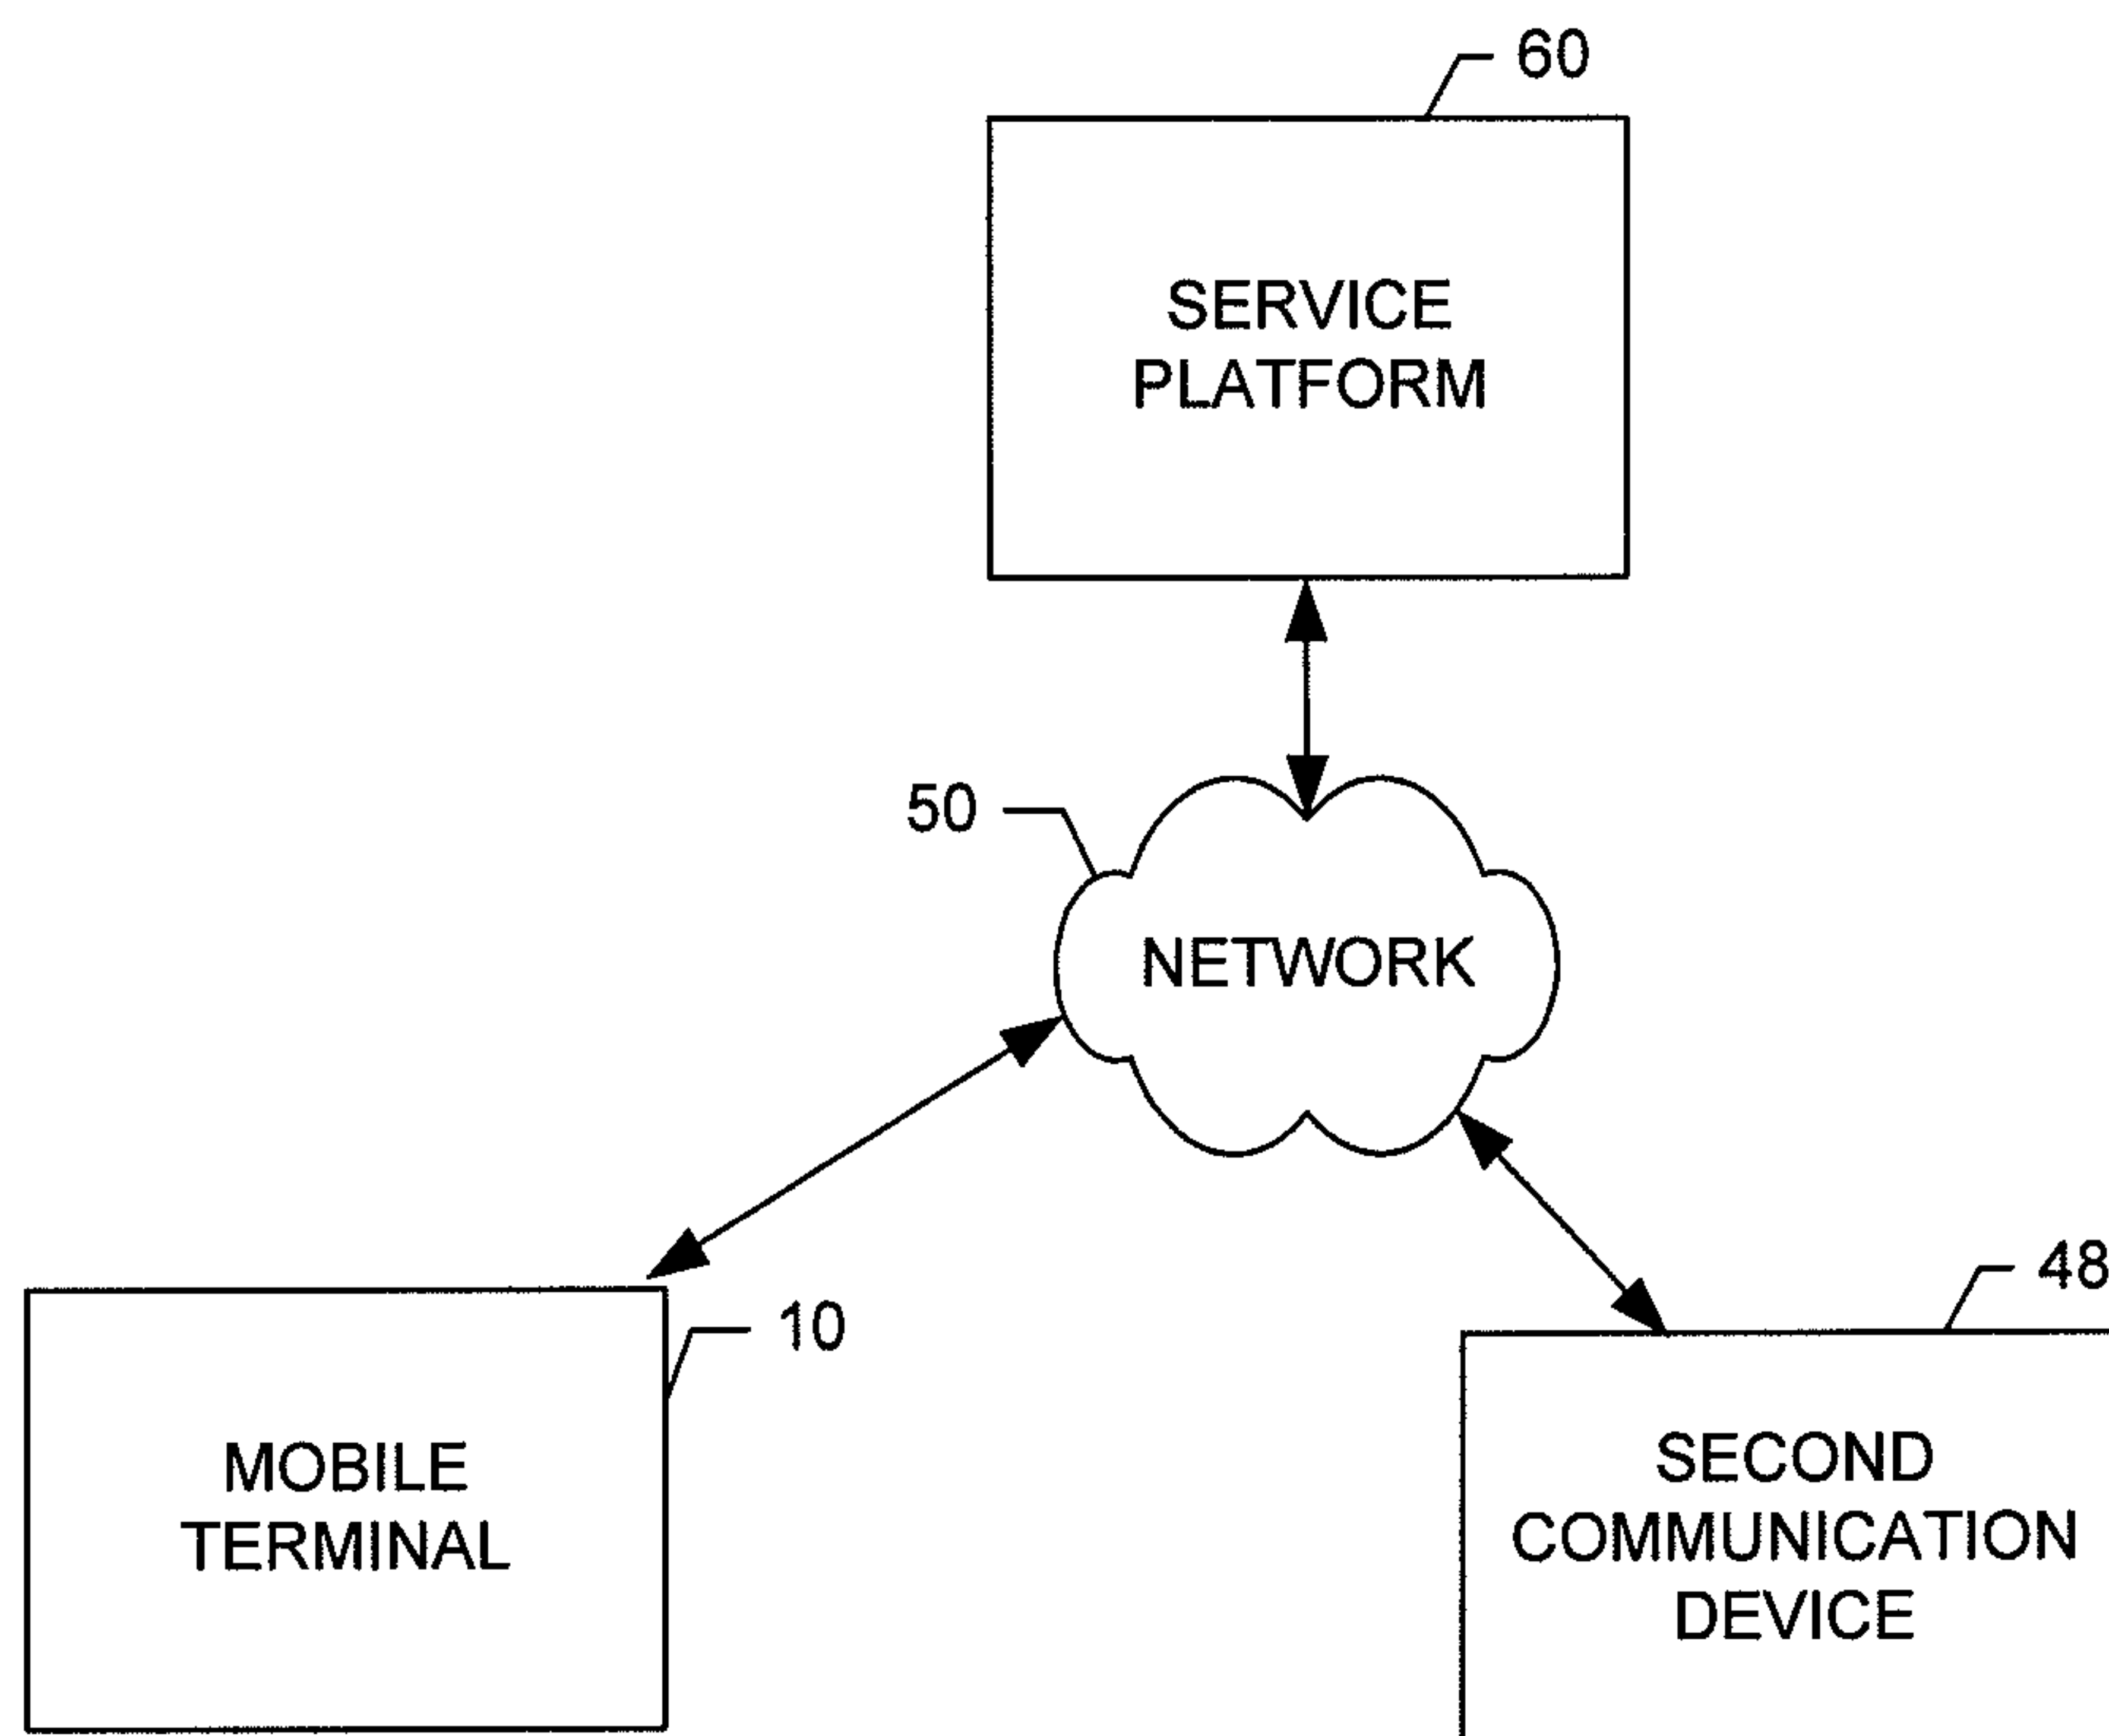 60
SERVICE
PLATFORM
50
NETWORK
48
10
MOBILE
TERMINAL
SECOND
COMMUNICATION
DEVICE